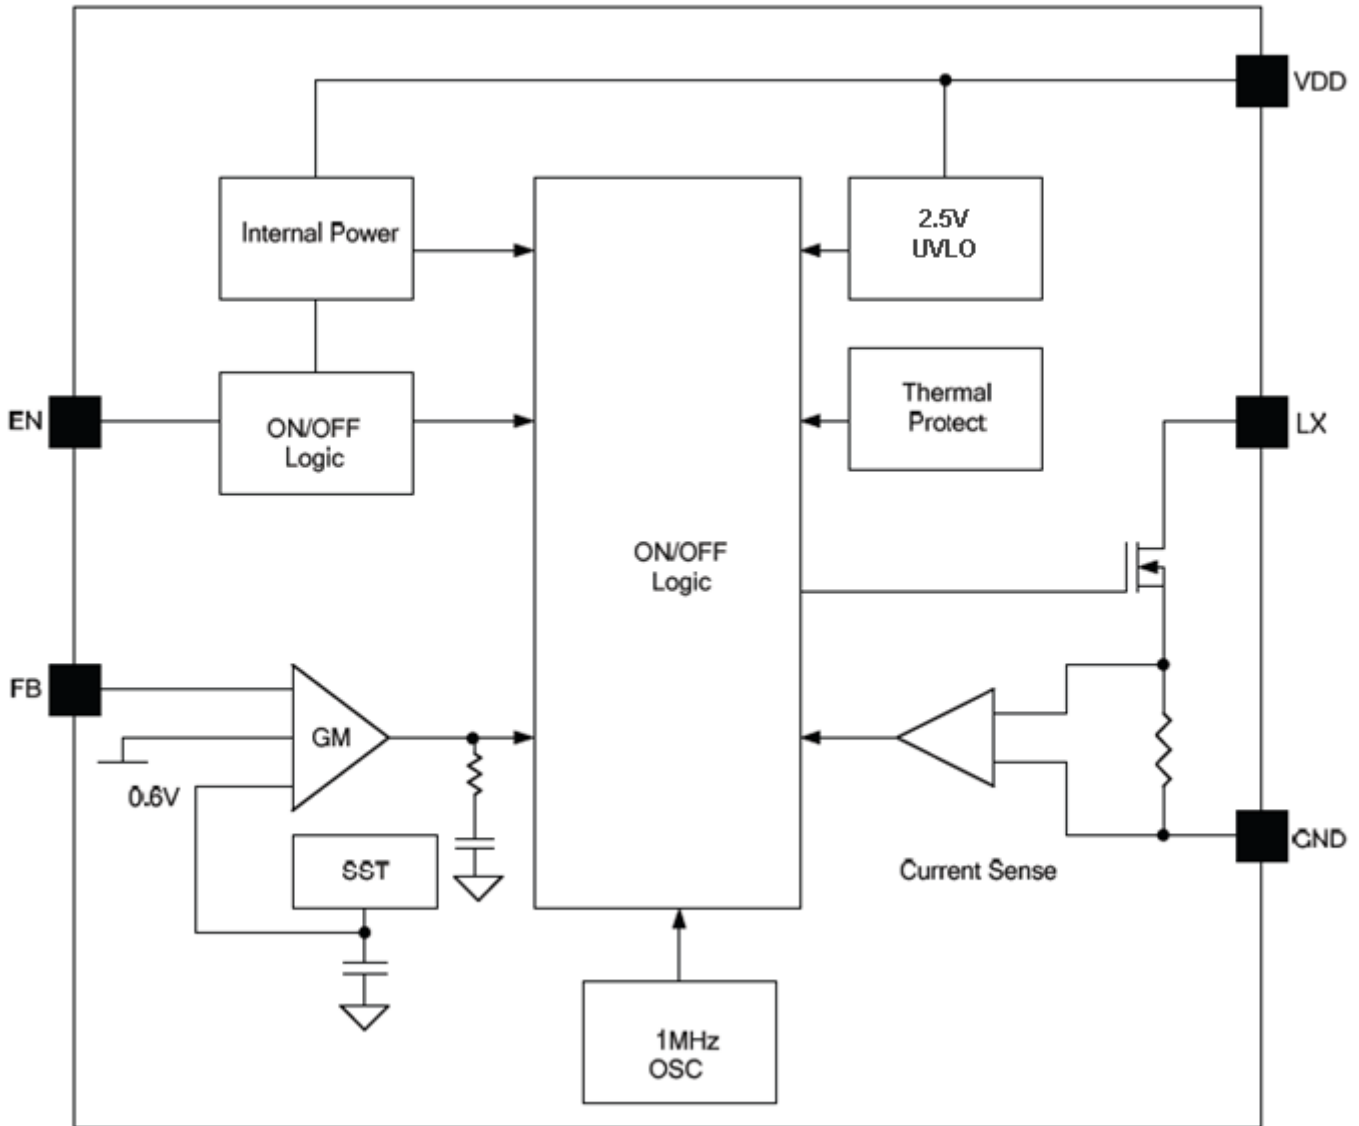 VDD
Internal Power
2.5V
UVLO
EN
ON/OFF
Logic
Thermal
Protect
LX
ON/OFF
Logic
FB
GM
0.6V
SST
Current Sense
GND
1MHz
OSC